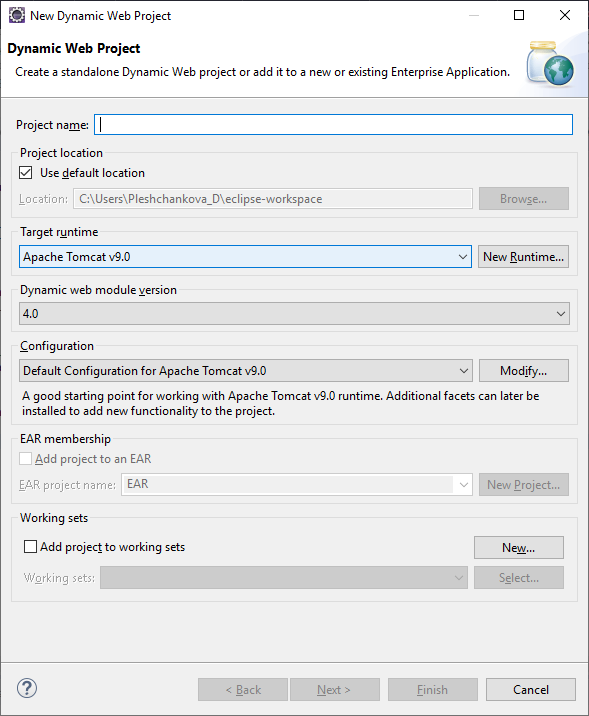 New Dynamic Web Project
Dynamic Web Project
Create a standalone Dynamic Web project or add it to a new or existing Enterprise Application.
Project name:
Project location
Use default location
Location: C:\Users\Pleshchankova_D\eclipse-workspace Browse...
Target runtime
Apache Tomcat v9.0 New Runtime...
Dynamic web module version
4.0
Configuration
Default Configuration for Apache Tomcat v9.0 Modify...
A good starting point for working with Apache Tomcat v9.0 runtime. Additional facets can later be
installed to add new functionality to the project.
EAR membership
Add project to an EAR
EAR project name: EAR New Project...
Working sets
Add project to working sets New...
Working sets: Select...
? < Back Next > Finish Cancel